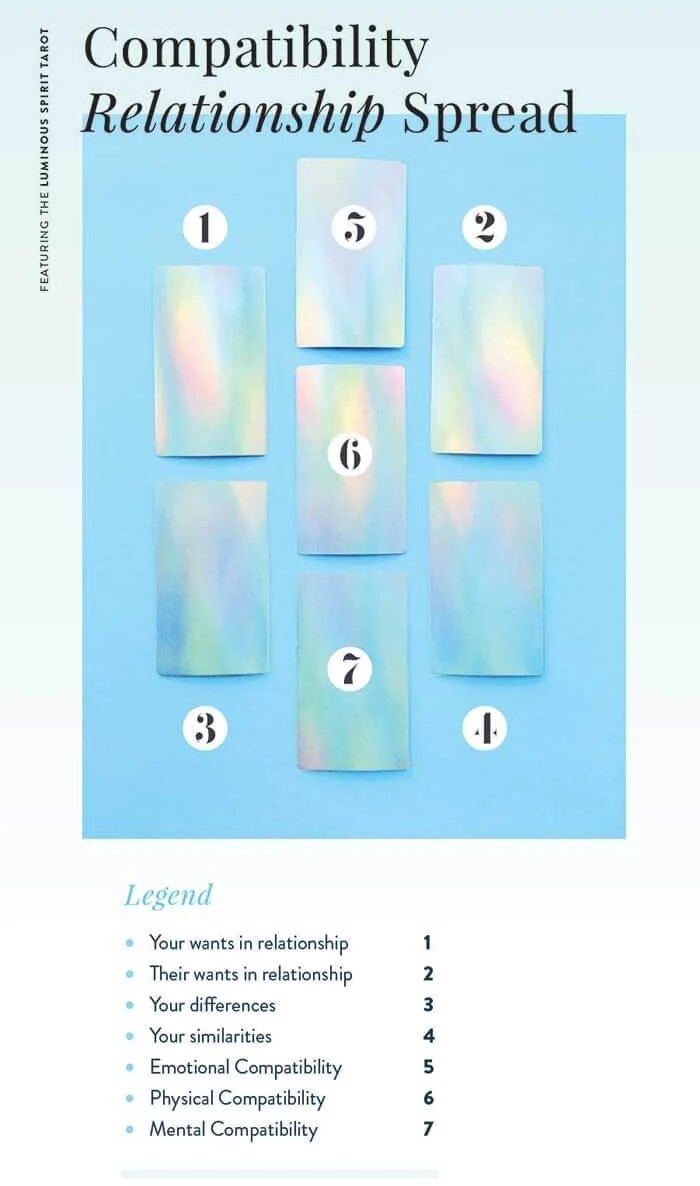 Compatibility
Relationship Spread
FEATURING THE LUMINOUS SPIRIT TAROT
1
5
2
6
7
3
4
Legend
Your wants in relationship 1
Their wants in relationship 2
Your differences 3
Your similarities 4
Emotional Compatibility 5
Physical Compatibility 6
Mental Compatibility 7